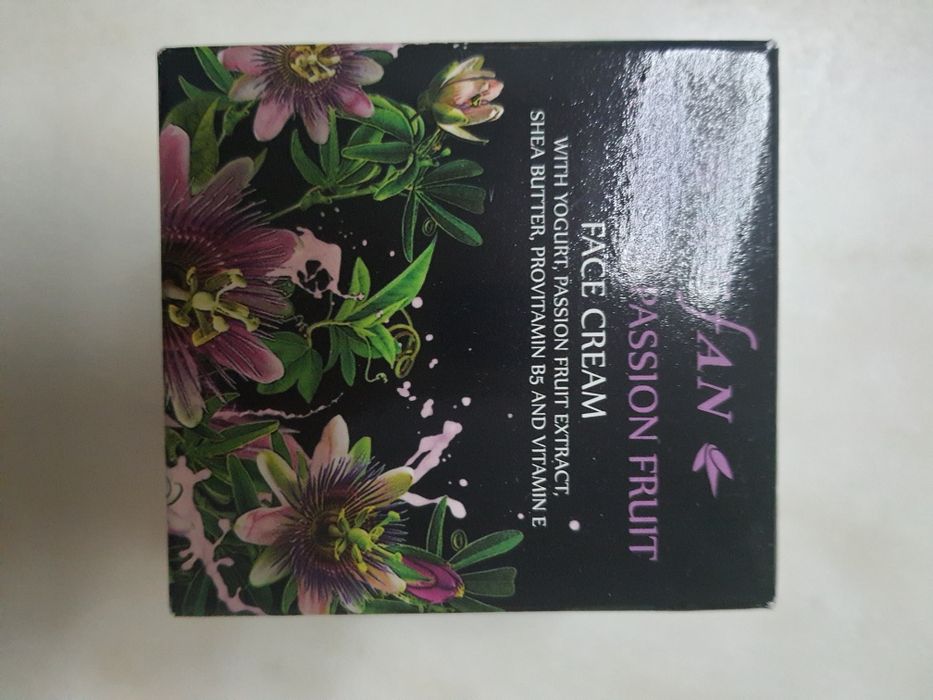 PASSION FRUIT
FACE CREAM
WITH YOGURT, PASSION FRUIT EXTRACT,
SHEA BUTTER, PROVITAMIN B5 AND VITAMIN E